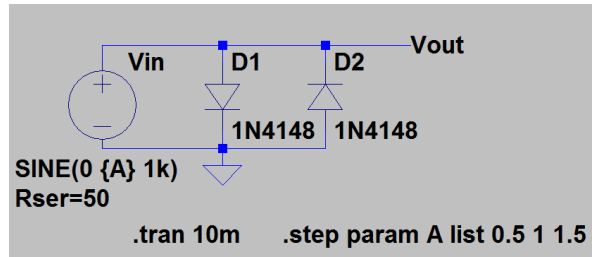 Vout
Vin D1 D2
1N4148 1N4148
SINE(0 {A} 1k)
Rser=50
.tran 10m .step param A list 0.5 1 1.5